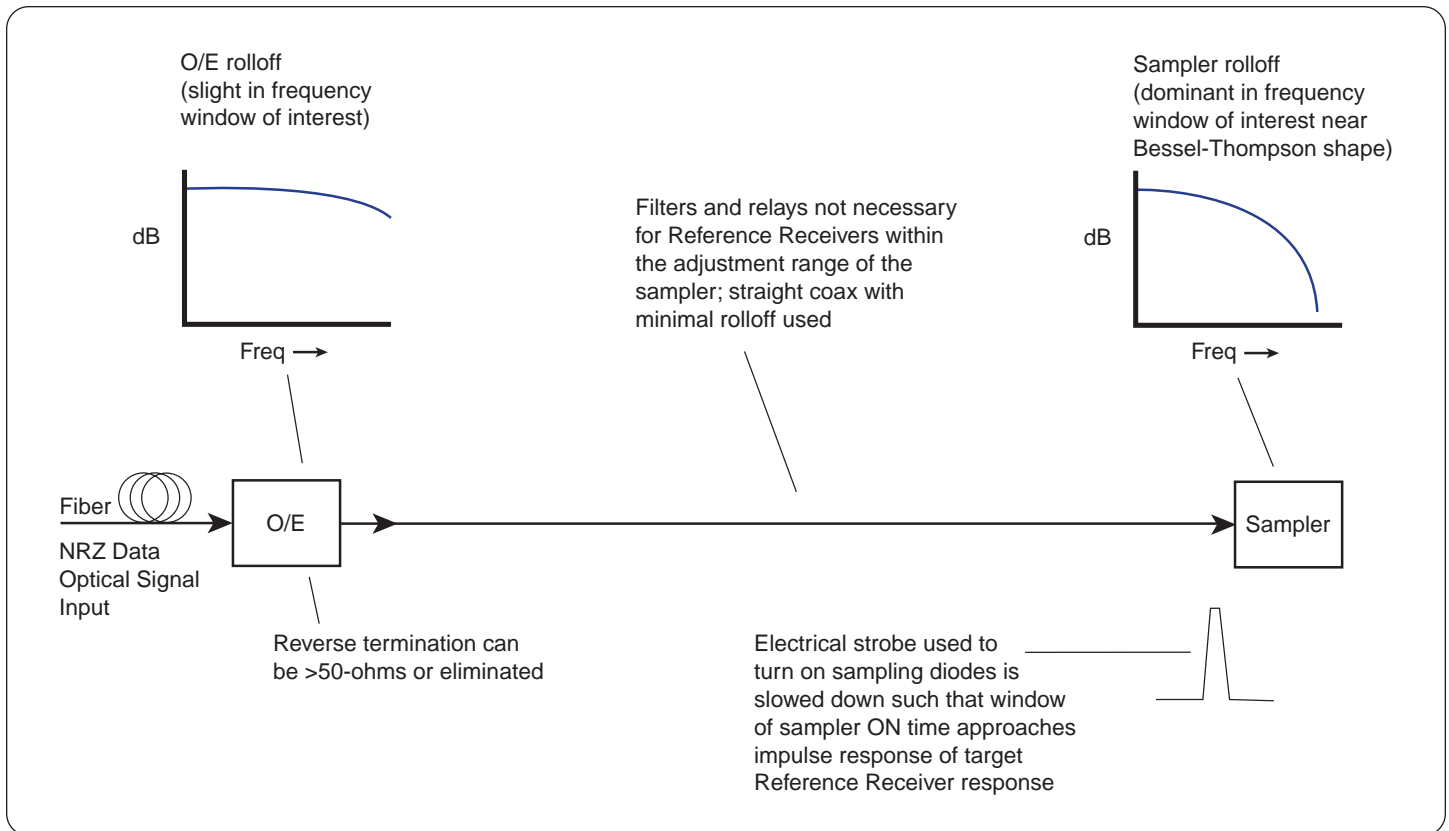 O/E rolloff
(slight in frequency
window of interest)
dB
Freq
Sampler rolloff
(dominant in frequency
window of interest near
Bessel-Thompson shape)
dB
Freq
Filters and relays not necessary
for Reference Receivers within
the adjustment range of the
sampler; straight coax with
minimal rolloff used
Fiber
NRZ Data
Optical Signal
Input
O/E
Sampler
Reverse termination can
be >50-ohms or eliminated
Electrical strobe used to
turn on sampling diodes is
slowed down such that window
of sampler ON time approaches
impulse response of target
Reference Receiver response